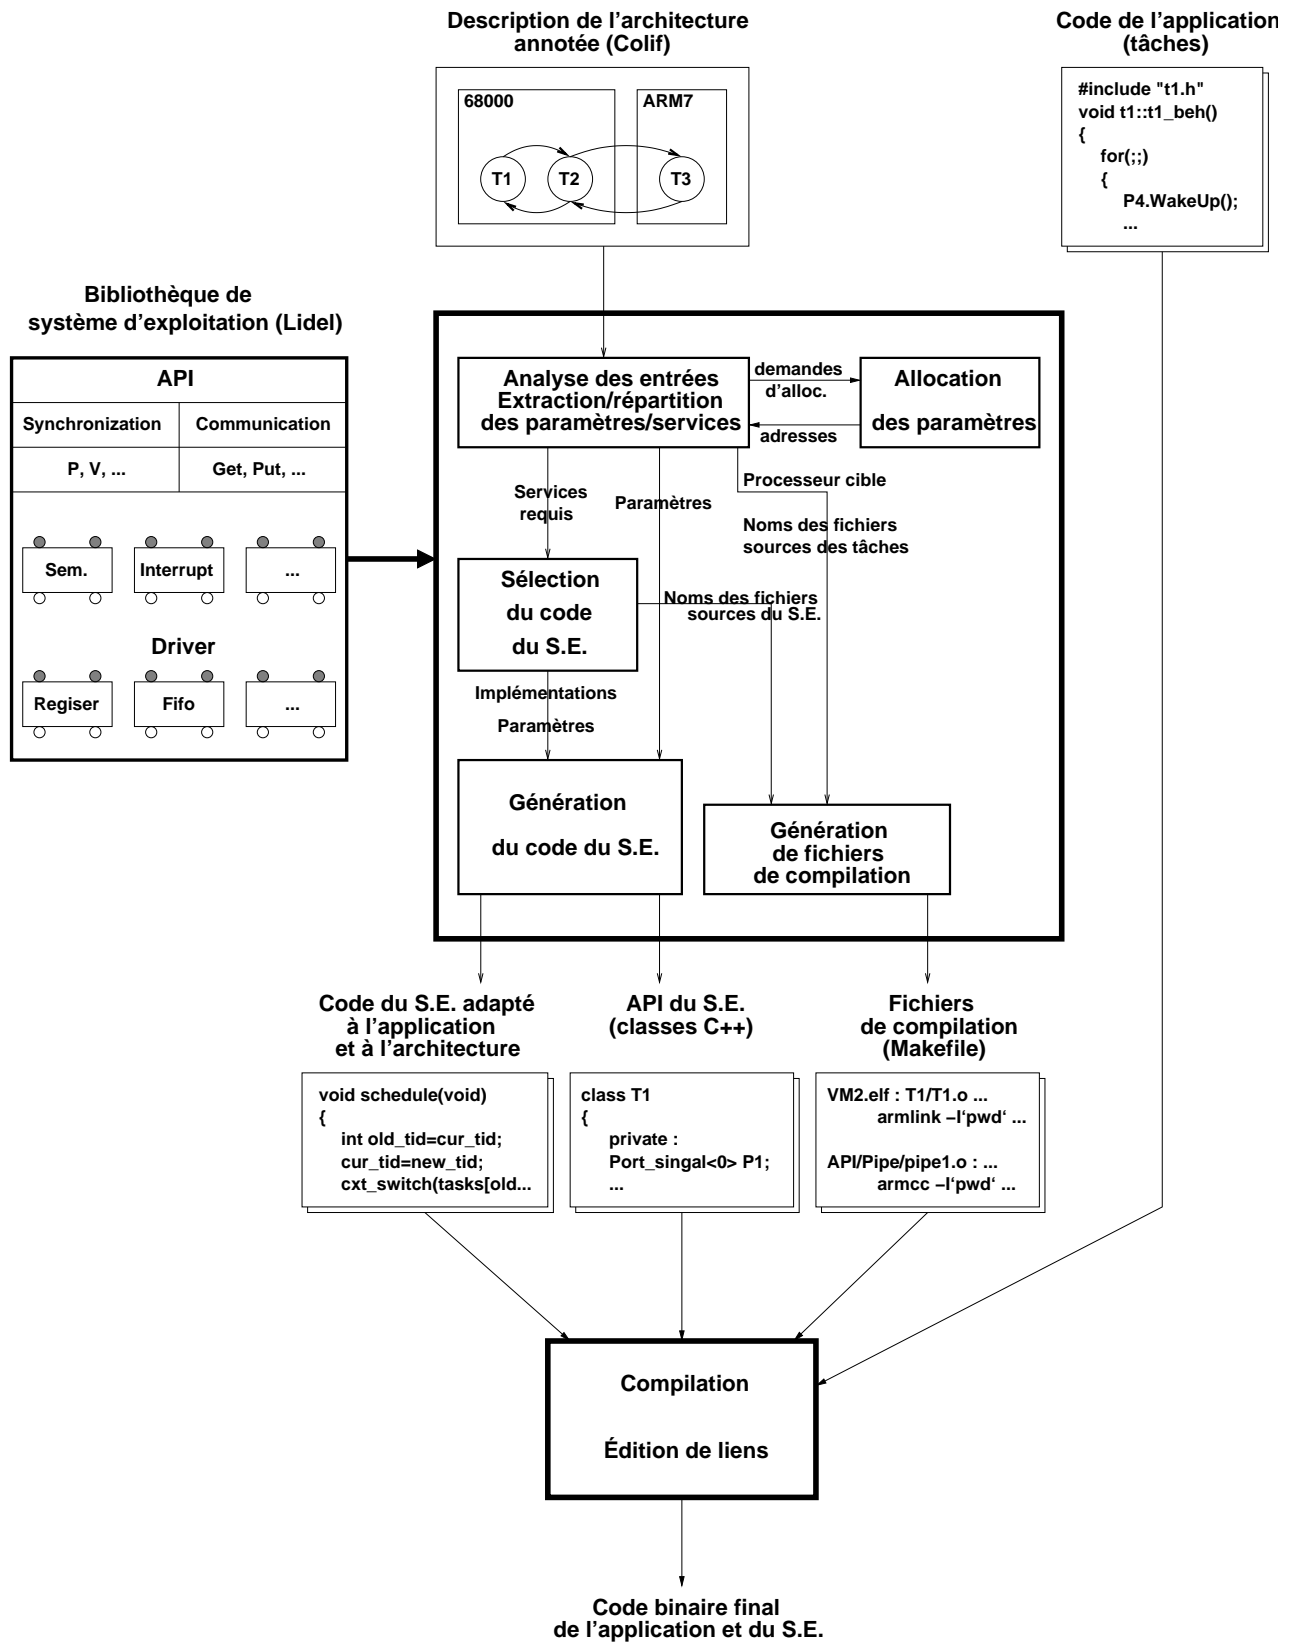 Description de l'architecture
annotée (Colif)
Code de l'application
(tâches)
68000
ARM7
T1
T2
T3
#include "t1.h"
void t1::t1_beh()
{
for(;;)
{
P4.WakeUp();
...
Bibliothèque de
système d'exploitation (Lidel)
API
Synchronization
Communication
P, V, ...
Get, Put, ...
Sem.
Interrupt
...
Driver
Regiser
Fifo
...
Analyse des entrées
Extraction/répartition
des paramètres/services
demandes
d'alloc.
adresses
Allocation
des paramètres
Services
requis
Paramètres
Processeur cible
Noms des fichiers
sources des tâches
Sélection
du code
du S.E.
Noms des fichiers
sources du S.E.
Implémentations
Paramètres
Génération
du code du S.E.
Génération
de fichiers
de compilation
Code du S.E. adapté
à l'application
et à l'architecture
API du S.E.
(classes C++)
Fichiers
de compilation
(Makefile)
void schedule(void)
{
int old_tid=cur_tid;
cur_tid=new_tid;
cxt_switch(tasks[old...
class T1
{
private :
Port_singal<0> P1;
...
VM2.elf : T1/T1.o ...
armlink –I‘pwd‘ ...
API/Pipe/pipe1.o : ...
armcc –I‘pwd‘ ...
Compilation
Édition de liens
Code binaire final
de l'application et du S.E.